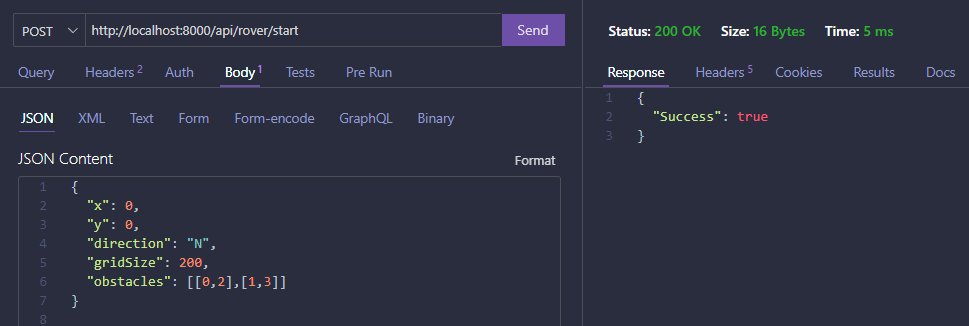 POST http://localhost:8000/api/rover/start Send
Query Headers 2 Auth Body 1 Tests Pre Run
JSON XML Text Form Form-encode GraphQL Binary
JSON Content Format
1 {
2 "x": 0,
3 "y": 0,
4 "direction": "N",
5 "gridSize": 200,
6 "obstacles": [[0,2],[1,3]]
7 }
8
Status: 200 OK Size: 16 Bytes Time: 5 ms
Response Headers 5 Cookies Results Docs
1 {
2 "Success": true
3 }